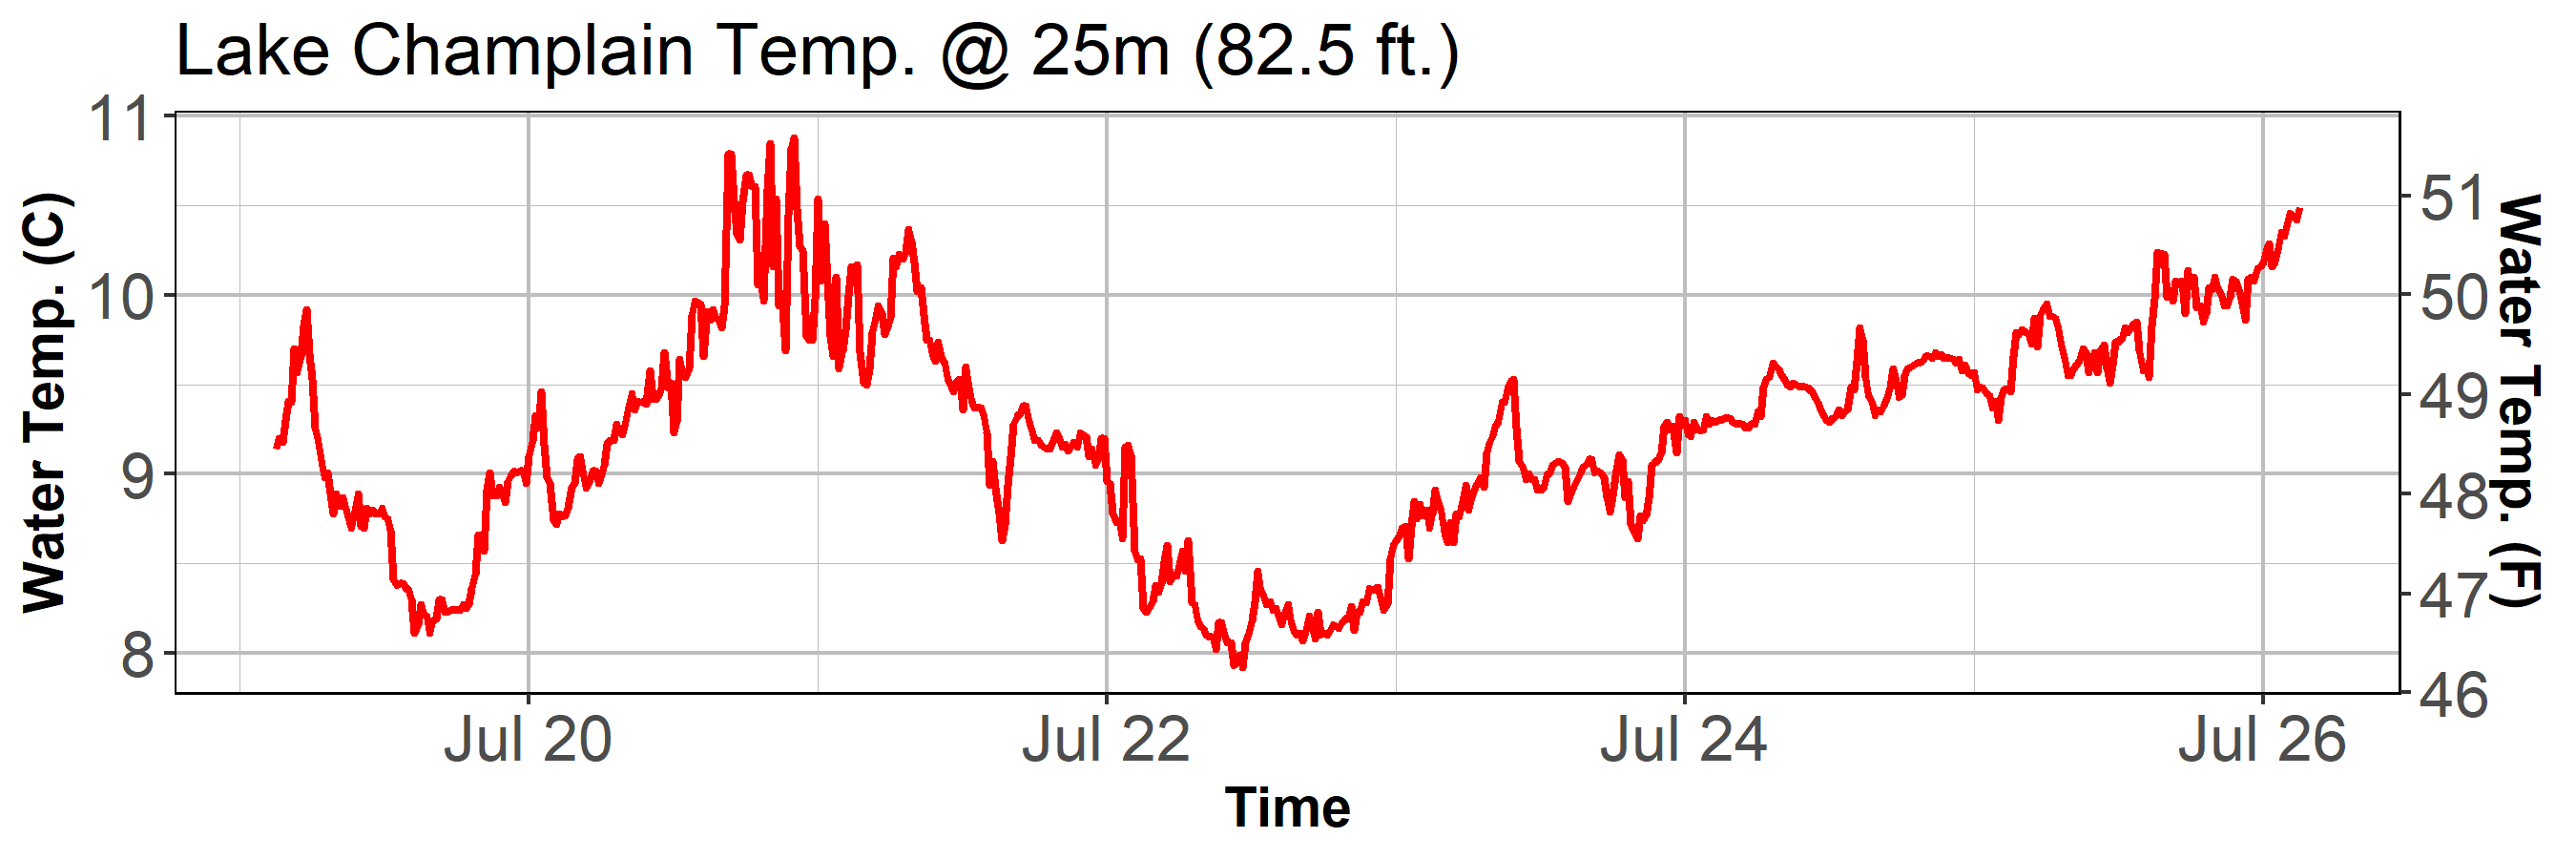 Lake Champlain Temp. @ 25m (82.5 ft.)
Water Temp. (C)
11
10
9
8
51
50
49
48
47
46
Water Temp. (F)
Jul 20
Jul 22
Jul 24
Jul 26
Time